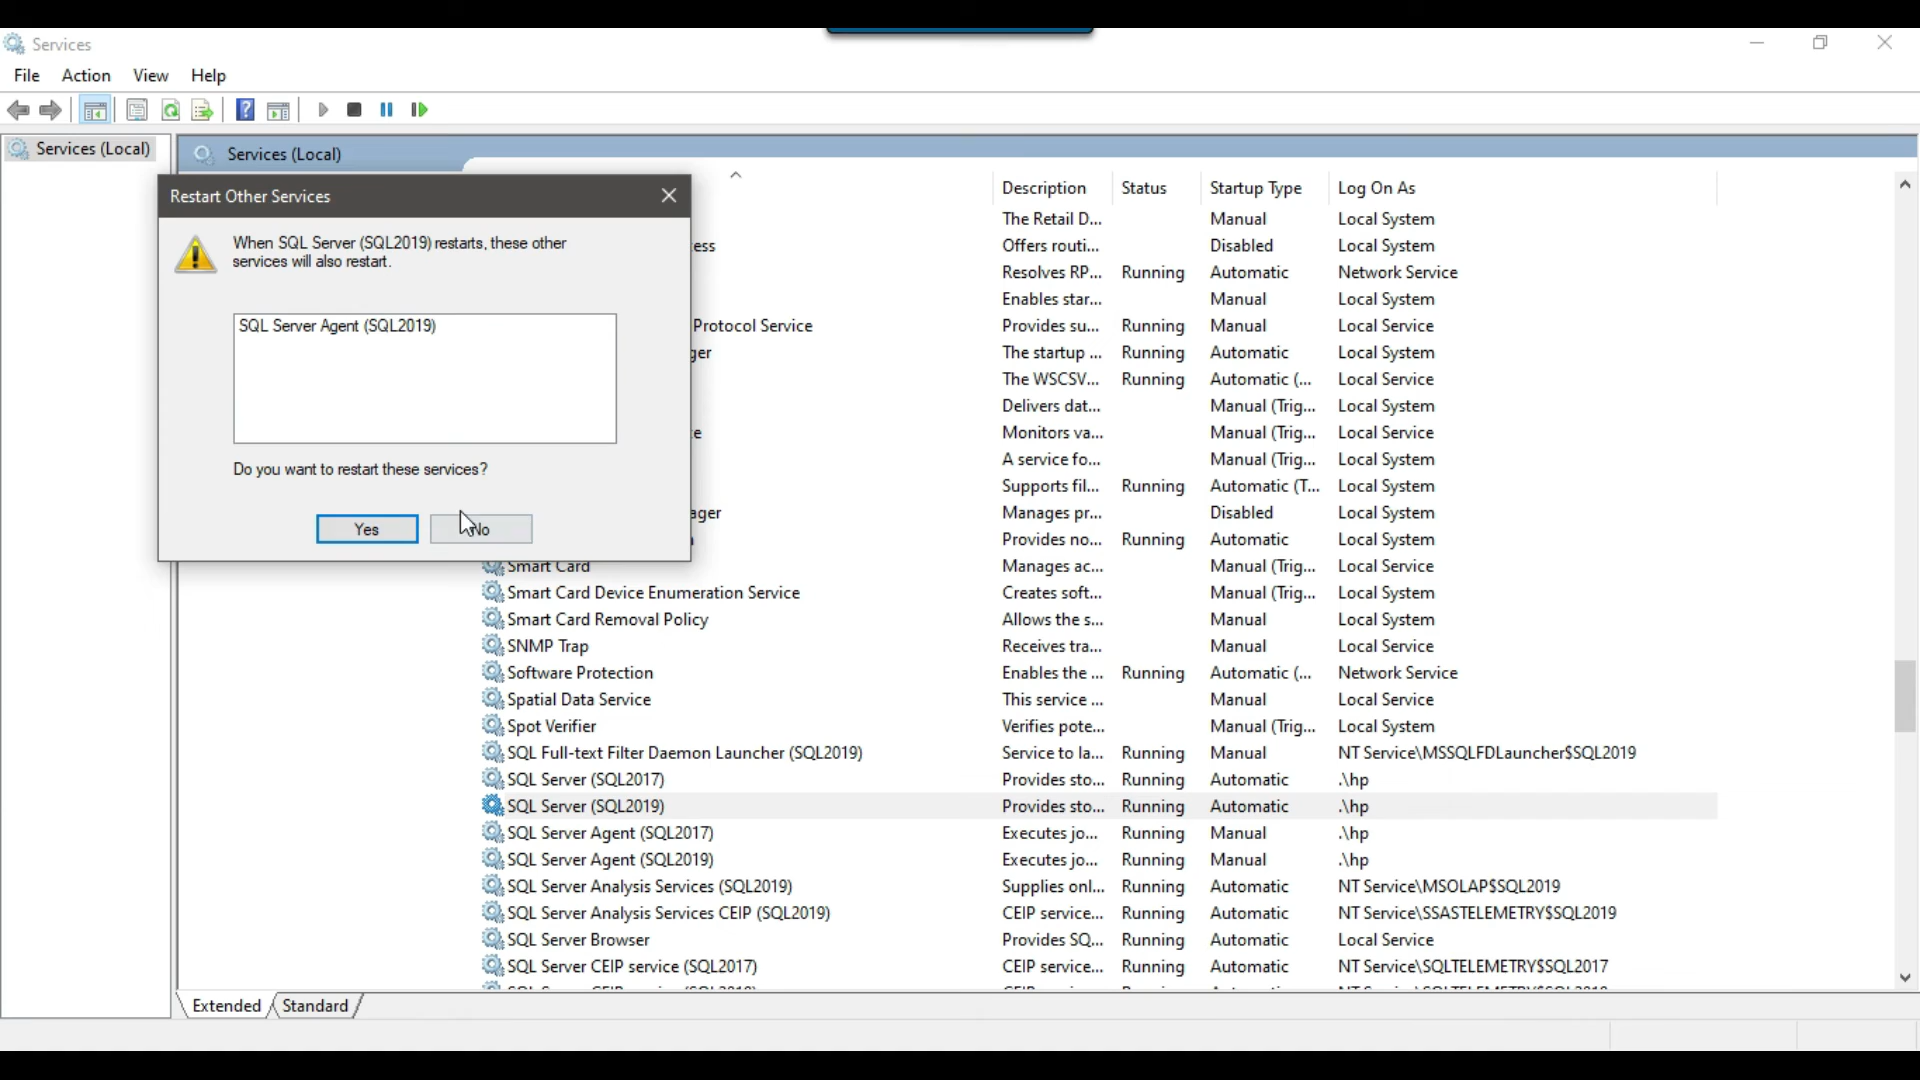 Services
File Action View Help
Services (Local)
Services (Local)
Restart Other Services
When SQL Server (SQL2019) restarts, these other
services will also restart.
SQL Server Agent (SQL2019)
Do you want to restart these services?
Yes No
Description Status Startup Type Log On As
The Retail D... Manual Local System
ess Offers routi... Disabled Local System
Resolves RP... Running Automatic Network Service
Enables star... Manual Local System
Protocol Service Provides su... Running Manual Local Service
ger The startup ... Running Automatic Local System
The WSCSV... Running Automatic (... Local Service
Delivers dat... Manual (Trig... Local System
e Monitors va... Manual (Trig... Local Service
A service fo... Manual (Trig... Local System
Supports fil... Running Automatic (T... Local System
ager Manages pr... Disabled Local System
Provides no... Running Automatic Local System
Smart Card Manages ac... Manual (Trig... Local Service
Smart Card Device Enumeration Service Creates soft... Manual (Trig... Local System
Smart Card Removal Policy Allows the s... Manual Local System
SNMP Trap Receives tra... Manual Local Service
Software Protection Enables the ... Running Automatic (... Network Service
Spatial Data Service This service ... Manual Local Service
Spot Verifier Verifies pote... Manual (Trig... Local System
SQL Full-text Filter Daemon Launcher (SQL2019) Service to la... Running Manual NT Service\MSSQLFDLauncher$SQL2019
SQL Server (SQL2017) Provides sto... Running Automatic .\hp
SQL Server (SQL2019) Provides sto... Running Automatic .\hp
SQL Server Agent (SQL2017) Executes jo... Running Manual .\hp
SQL Server Agent (SQL2019) Executes jo... Running Manual .\hp
SQL Server Analysis Services (SQL2019) Supplies onl... Running Automatic NT Service\MSOLAP$SQL2019
SQL Server Analysis Services CEIP (SQL2019) CEIP service... Running Automatic NT Service\SSASTELEMETRY$SQL2019
SQL Server Browser Provides SQ... Running Automatic Local Service
SQL Server CEIP service (SQL2017) CEIP service... Running Automatic NT Service\SQLTELEMETRY$SQL2017
Extended Standard